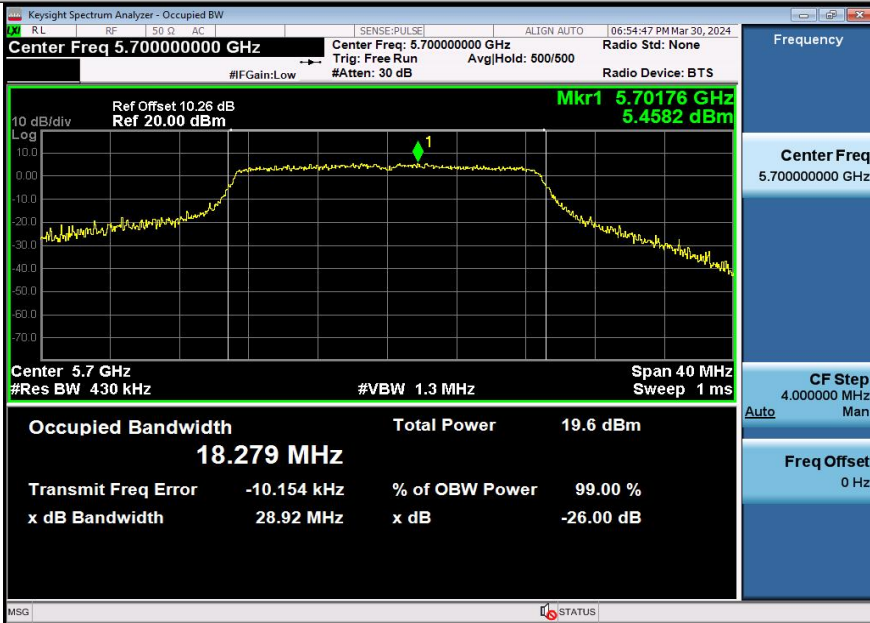 Keysight Spectrum Analyzer - Occupied BW
LXI RL RF 50 Ω AC SENSE:PULSE ALIGN AUTO 06:54:47 PM Mar 30, 2024
Center Freq 5.700000000 GHz
Center Freq: 5.700000000 GHz
Radio Std: None
Trig: Free Run Avg|Hold: 500/500
#IFGain:Low
#Atten: 30 dB
Radio Device: BTS
Mkr1 5.70176 GHz
5.4582 dBm
Ref Offset 10.26 dB
10 dB/div Ref 20.00 dBm
Log
1
10.0
0.00
-10.0
-20.0
-30.0
-40.0
-50.0
-60.0
-70.0
Center 5.7 GHz Span 40 MHz
#Res BW 430 kHz #VBW 1.3 MHz Sweep 1 ms
Occupied Bandwidth Total Power 19.6 dBm
18.279 MHz
Transmit Freq Error -10.154 kHz % of OBW Power 99.00 %
x dB Bandwidth 28.92 MHz x dB -26.00 dB
MSG STATUS
Frequency
Center Freq
5.700000000 GHz
CF Step
4.000000 MHz
Auto Man
Freq Offset
0 Hz